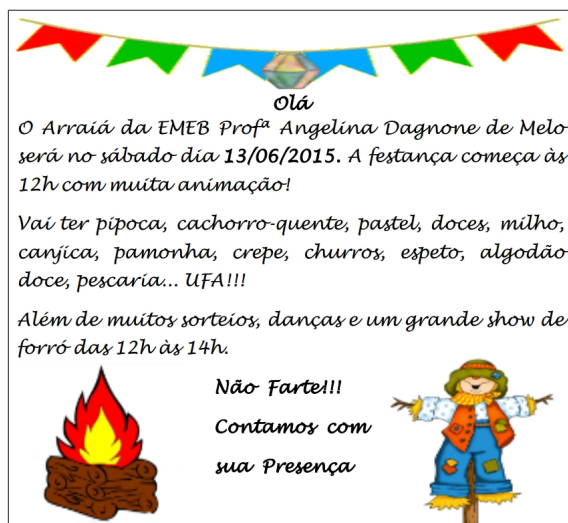 Olá
O Arraiá da EMEB Profª Angelina Dagnone de Melo
será no sábado dia 13/06/2015. A festança começa às
12h com muita animação!
Vai ter pipoca, cachorro-quente, pastel, doces, milho,
canjica, pamonha, crepe, churros, espeto, algodão
doce, pescaria... UFA!!!
Além de muitos sorteios, danças e um grande show de
forró das 12h às 14h.
Não Farte!!!
Contamos com
sua Presença